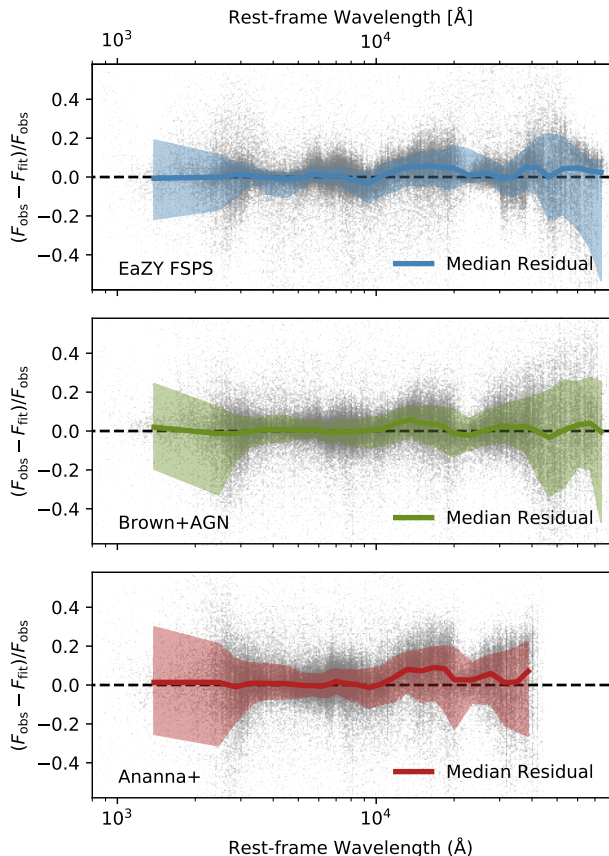 Rest-frame Wavelength [Å]
10³ 10⁴
0.4
0.2
0.0
−0.2
−0.4
(F_obs − F_fit)/F_obs
EaZY FSPS
Median Residual
0.4
0.2
0.0
−0.2
−0.4
(F_obs − F_fit)/F_obs
Brown+AGN
Median Residual
0.4
0.2
0.0
−0.2
−0.4
(F_obs − F_fit)/F_obs
Ananna+
Median Residual
10³ 10⁴
Rest-frame Wavelength (Å)